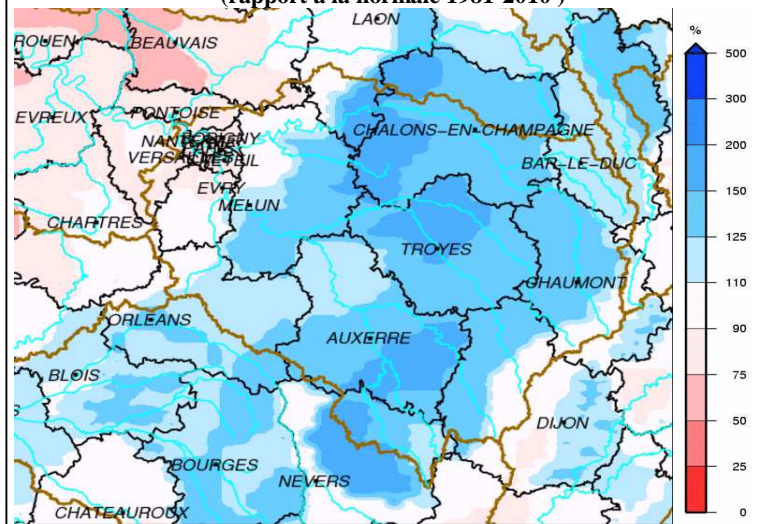 (rapport à la normale 1981-2010 )
LAON
%
ROUEN
BEAUVAIS
500
300
EVREUX
PONTOISE
CHALONS-EN-CHAMPAGNE
200
BAR-LE-DUC
EVRY
150
MELUN
CHARTRES
125
TROYES
CHAUMONT
110
ORLEANS
90
AUXERRE
BLOIS
75
DIJON
50
BOURGES
25
NEVERS
CHATEAUROUX
0